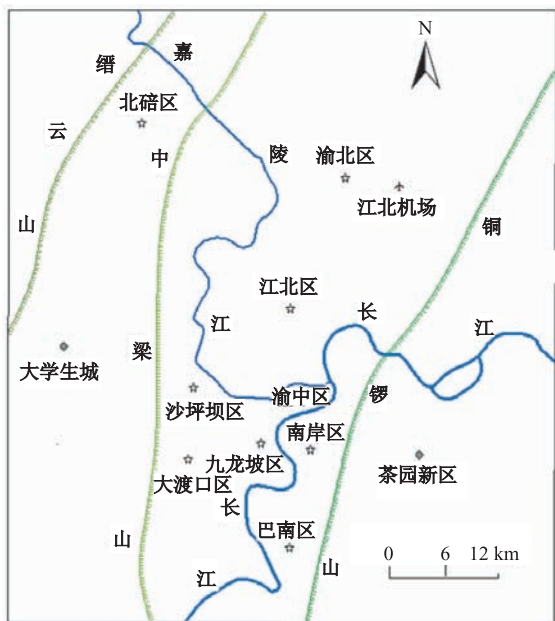 N
缙云山
嘉陵江
北碚区
中梁山
渝北区
江北机场
铜锣山
江北区
长江
大学生城
沙坪坝区
渝中区
南岸区
九龙坡区
大渡口区
茶园新区
长江
巴南区
0 6 12 km